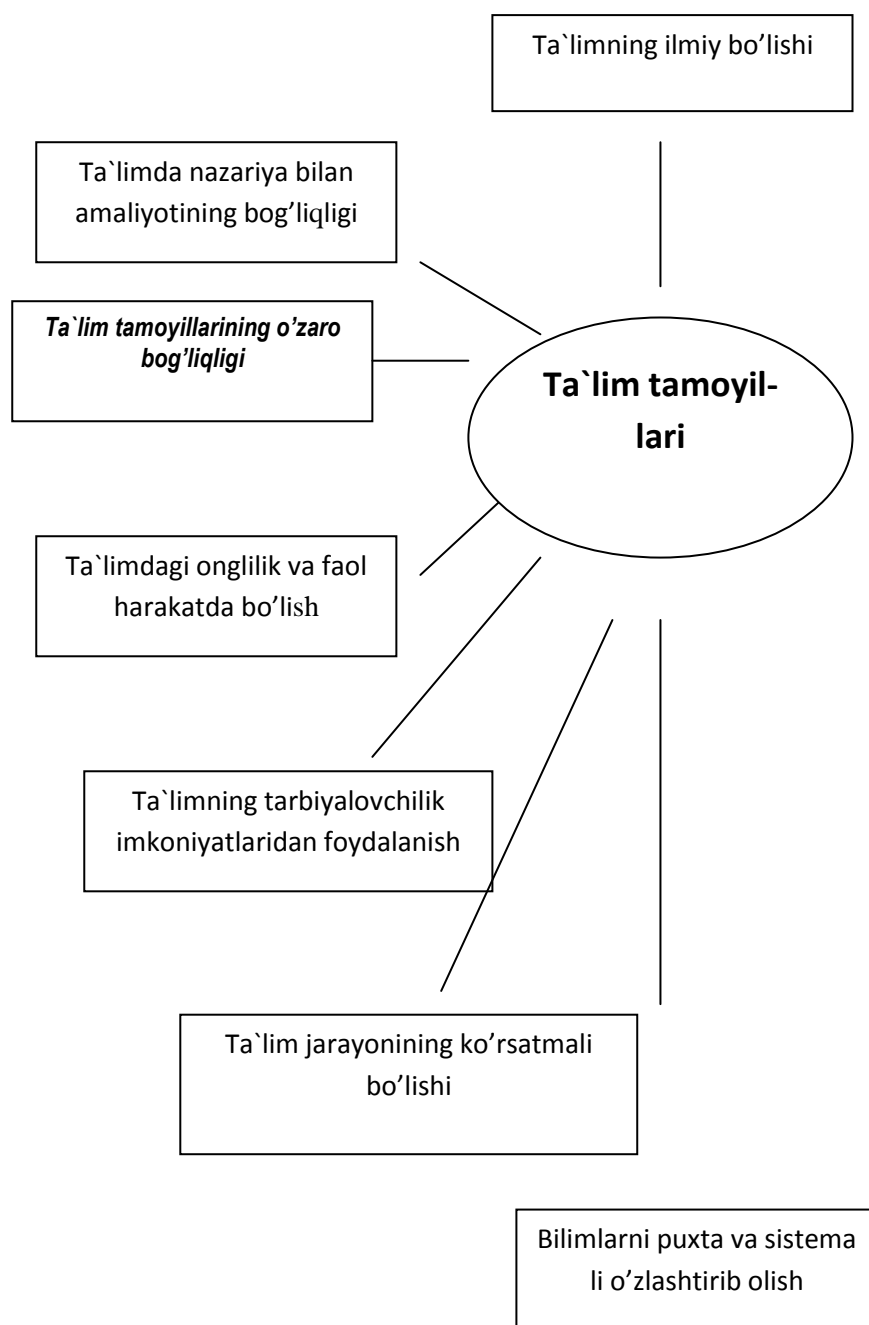 Ta`limning ilmiy bo’lishi
Ta`limda nazariya bilan
amaliyotining bog’liqligi
Ta`lim tamoyillarining o’zaro
bog’liqligi
Ta`lim tamoyil-
lari
Ta`limdagi onglilik va faol
harakatda bo’lish
Ta`limning tarbiyalovchilik
imkoniyatlaridan foydalanish
Ta`lim jarayonining ko’rsatmali
bo’lishi
Bilimlarni puxta va sistema
li o’zlashtirib olish